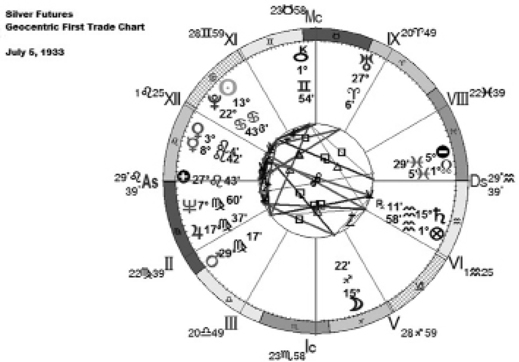 Silver Futures
Geocentric First Trade Chart
July 5, 1933
23♉58
Mc
28♊59
XI
IX
20♈49
1♌25
XII
VIII
22♓39
29°♌
As
39'
29°♒
Ds
39'
22♍39
II
VI
1♒25
20♎49
III
V
28♐59
23♏58
Ic
1°
♊
54'
27°
♈
6'
13°
22°
♋
♋
43'
3°
8°
♌
♌
4'
42'
27°♌43'
♆7°♍60'
♃17°♍37'
♂29°♍17'
22'
♐
15°
☽
29'♓5°
5'♓1°☊
℞ 11'♒15°♄
58'♒1°⊗